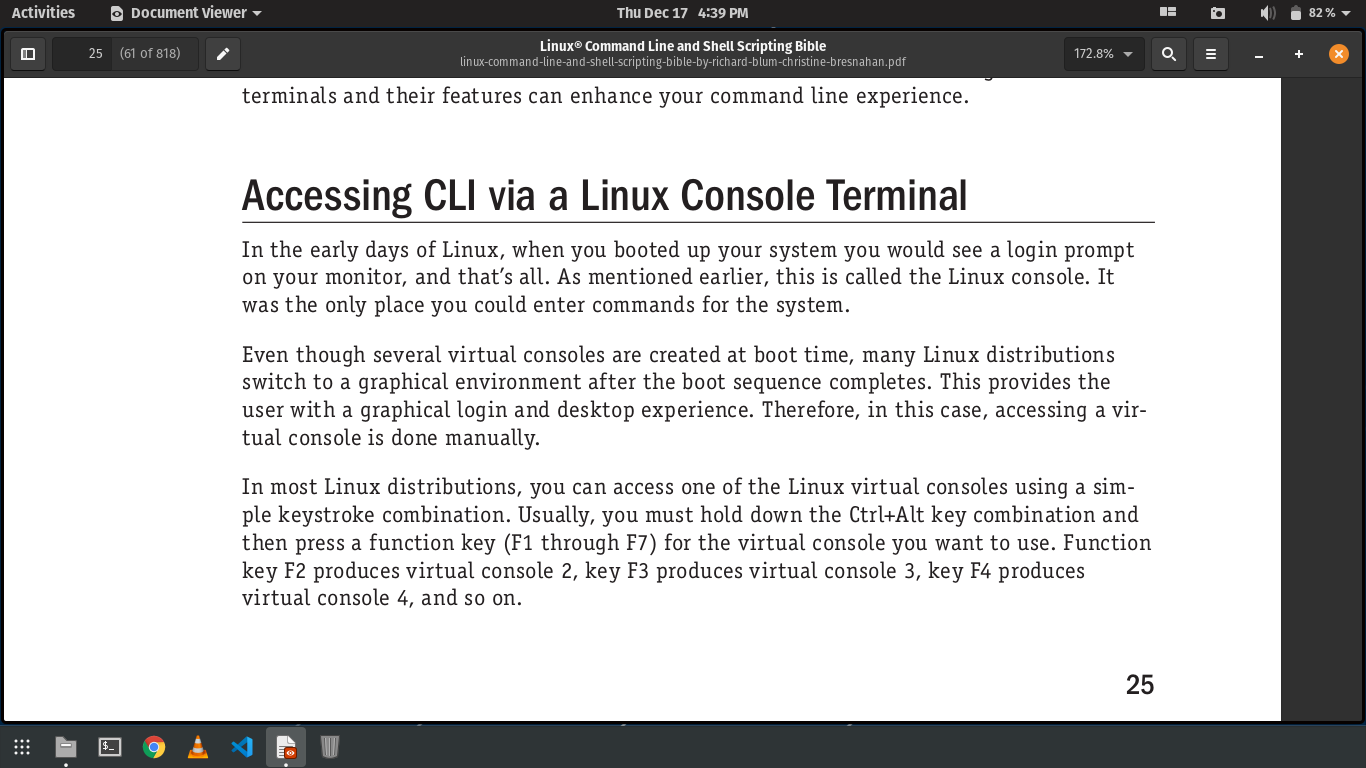 Activities
Document Viewer
Thu Dec 17 4:39 PM
82 %
25 (61 of 818)
Linux® Command Line and Shell Scripting Bible
linux-command-line-and-shell-scripting-bible-by-richard-blum-christine-bresnahan.pdf
172.8%
terminals and their features can enhance your command line experience.
Accessing CLI via a Linux Console Terminal
In the early days of Linux, when you booted up your system you would see a login prompt
on your monitor, and that’s all. As mentioned earlier, this is called the Linux console. It
was the only place you could enter commands for the system.
Even though several virtual consoles are created at boot time, many Linux distributions
switch to a graphical environment after the boot sequence completes. This provides the
user with a graphical login and desktop experience. Therefore, in this case, accessing a vir-
tual console is done manually.
In most Linux distributions, you can access one of the Linux virtual consoles using a sim-
ple keystroke combination. Usually, you must hold down the Ctrl+Alt key combination and
then press a function key (F1 through F7) for the virtual console you want to use. Function
key F2 produces virtual console 2, key F3 produces virtual console 3, key F4 produces
virtual console 4, and so on.
25